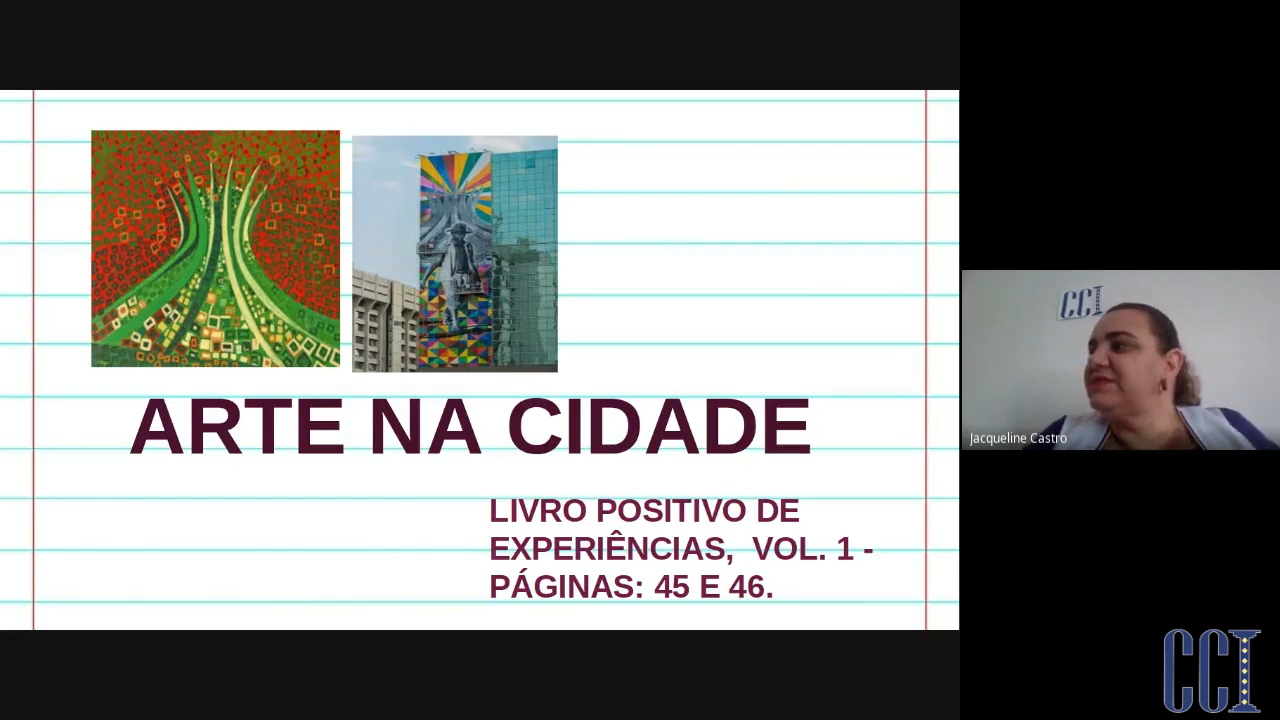 ARTE NA CIDADE
LIVRO POSITIVO DE
EXPERIÊNCIAS,  VOL. 1 -
PÁGINAS: 45 E 46.
CCI
Jacqueline Castro
CCI